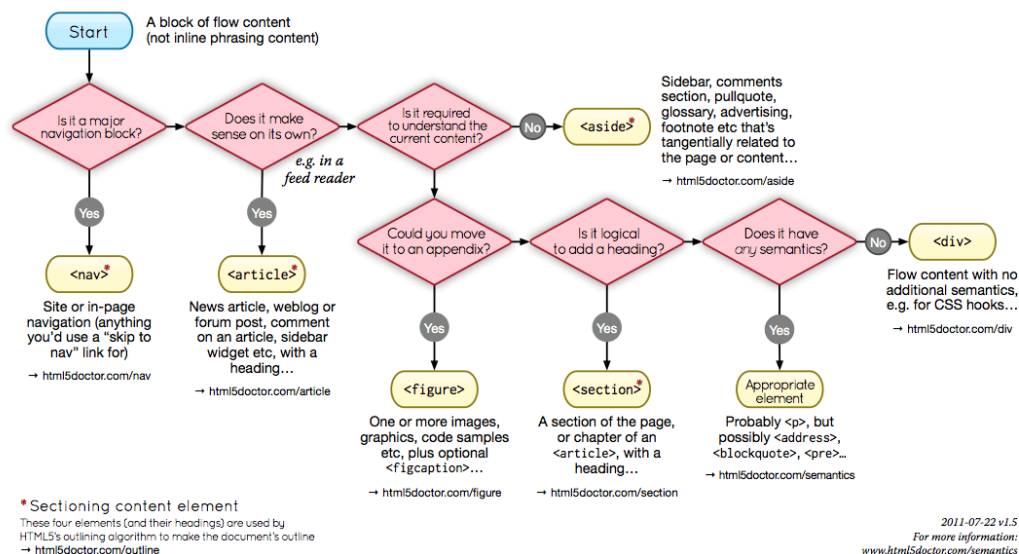 Start
A block of flow content
(not inline phrasing content)
Is it a major
navigation block?
Does it make
sense on its own?
e.g. in a
feed reader
Is it required
to understand the
current content?
No
<aside>*
Sidebar, comments
section, pullquote,
glossary, advertising,
footnote etc that's
tangentially related to
the page or content…
→ html5doctor.com/aside
Yes
<nav>*
Site or in-page
navigation (anything
you'd use a “skip to
nav” link for)
→ html5doctor.com/nav
Yes
<article>*
News article, weblog or
forum post, comment
on an article, sidebar
widget etc, with a
heading…
→ html5doctor.com/article
Could you move
it to an appendix?
Is it logical
to add a heading?
Does it have
any semantics?
No
<div>
Flow content with no
additional semantics,
e.g. for CSS hooks…
→ html5doctor.com/div
Yes
<figure>
One or more images,
graphics, code samples
etc, plus optional
<figcaption>…
→ html5doctor.com/figure
Yes
<section>*
A section of the page,
or chapter of an
<article>, with a
heading…
→ html5doctor.com/section
Yes
Appropriate
element
Probably <p>, but
possibly <address>,
<blockquote>, <pre>…
→ html5doctor.com/semantics
* Sectioning content element
These four elements (and their headings) are used by
HTML5's outlining algorithm to make the document's outline
→ html5doctor.com/outline
2011-07-22 v1.5
For more information:
www.html5doctor.com/semantics